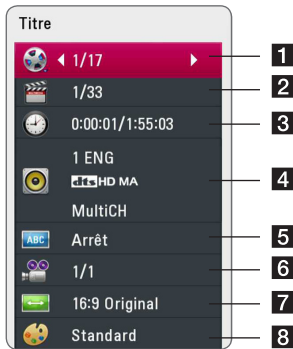 Titre
1/17 1
1/33 2
0:00:01/1:55:03 3
1 ENG
dts HD MA 4
MultiCH
ABC Arrêt 5
1/1 6
16:9 Original 7
Standard 8